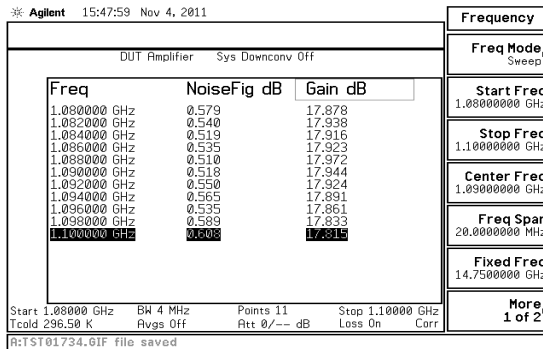 Agilent 15:47:59 Nov 4, 2011
DUT Amplifier Sys Downconv Off
Freq NoiseFig dB Gain dB
1.080000 GHz 0.579 17.878
1.082000 GHz 0.540 17.938
1.084000 GHz 0.519 17.916
1.086000 GHz 0.535 17.923
1.088000 GHz 0.510 17.972
1.090000 GHz 0.518 17.944
1.092000 GHz 0.550 17.924
1.094000 GHz 0.565 17.891
1.096000 GHz 0.535 17.861
1.098000 GHz 0.589 17.833
1.100000 GHz 0.608 17.815
Start 1.08000 GHz BW 4 MHz Points 11 Stop 1.10000 GHz
Tcold 296.50 K Avgs Off Att 0/-- dB Loss On Corr
A:TST01734.GIF file saved
Frequency
Freq Mode
Sweep
Start Freq
1.08000000 GHz
Stop Freq
1.10000000 GHz
Center Freq
1.09000000 GHz
Freq Span
20.0000000 MHz
Fixed Freq
14.7500000 GHz
More
1 of 2